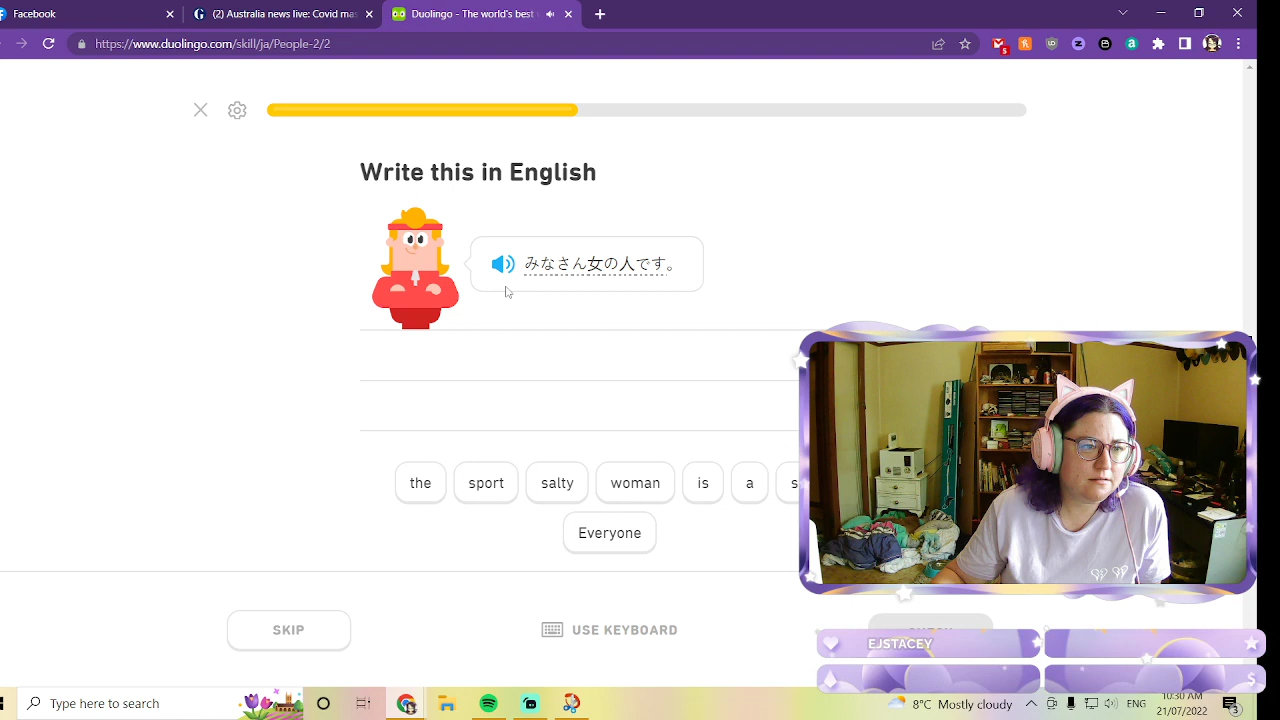 Facebook
(2) Australia news live: Covid mas
Duolingo - The world's best
https://www.duolingo.com/skill/ja/People-2/2
5
Write this in English
みなさん女の人です。
the sport salty woman is a
Everyone
SKIP
USE KEYBOARD
EJSTACEY
Type here to search
8°C Mostly cloudy
10:30 AM
21/07/2022